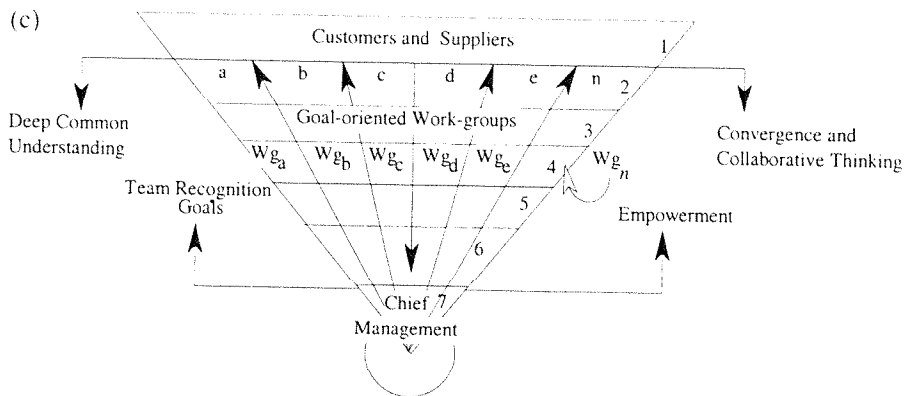 (c)
Customers and Suppliers 1
a b c d e n 2
Deep Common
Understanding
Goal-oriented Work-groups 3
Convergence and
Collaborative Thinking
Wga Wgb Wgc Wgd Wge 4 Wgn
Team Recognition
Goals
5
Empowerment
6
Chief 7
Management